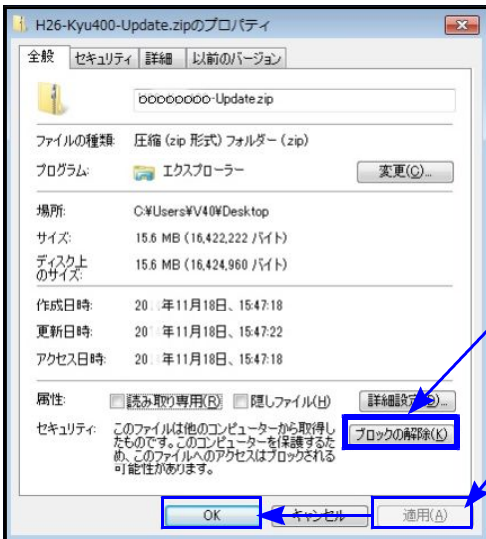 H26-Kyu400-Update.zipのプロパティ
全般 セキュリティ 詳細 以前のバージョン
oooooooo-Update.zip
ファイルの種類: 圧縮 (zip 形式) フォルダー (zip)
プログラム: エクスプローラー 変更(C)...
場所: C:¥Users¥V40¥Desktop
サイズ: 15.6 MB (16,422,222 バイト)
ディスク上
のサイズ: 15.6 MB (16,424,960 バイト)
作成日時: 20 年11月18日、15:47:18
更新日時: 20 年11月18日、15:47:22
アクセス日時: 20 年11月18日、15:47:18
属性: 読み取り専用(R) 隠しファイル(H) 詳細設定(D)...
セキュリティ: このファイルは他のコンピューターから取得し
たものです。このコンピューターを保護するた
め、このファイルへのアクセスはブロックされる
可能性があります。
ブロックの解除(K)
OK キャンセル 適用(A)